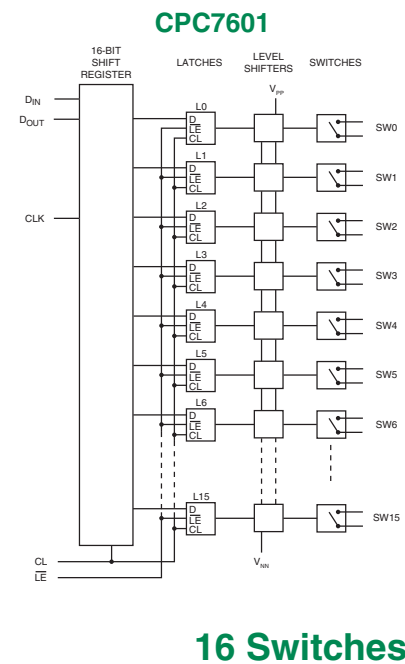 CPC7601
16-BIT
SHIFT
REGISTER
LATCHES
LEVEL
SHIFTERS
SWITCHES
VPP
DIN
DOUT
CLK
L0
D
LE
CL
SW0
L1
D
LE
CL
SW1
L2
D
LE
CL
SW2
L3
D
LE
CL
SW3
L4
D
LE
CL
SW4
L5
D
LE
CL
SW5
L6
D
LE
CL
SW6
L15
D
LE
CL
SW15
CL
LE
VNN
16 Switches